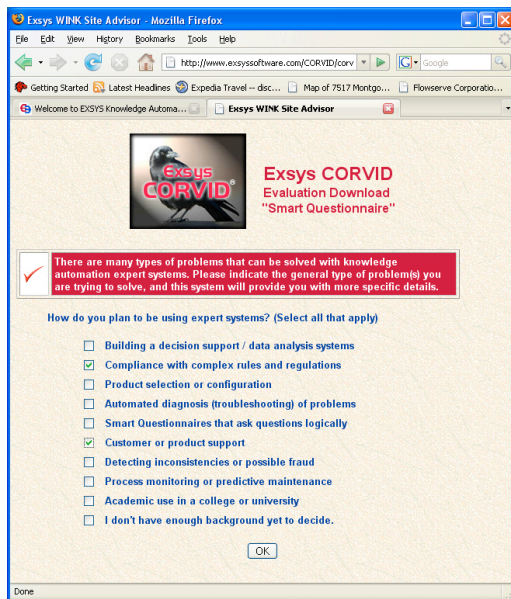 Exsys WINK Site Advisor - Mozilla Firefox
File Edit View History Bookmarks Tools Help
http://www.exsyssoftware.com/CORVID/corv
Google
Getting Started Latest Headlines Expedia Travel -- disc... Map of 7517 Montgo... Flowserve Corporatio...
Welcome to EXSYS Knowledge Automa... Exsys WINK Site Advisor
Exsys
CORVID®
Exsys CORVID
Evaluation Download
"Smart Questionnaire"
There are many types of problems that can be solved with knowledge
automation expert systems. Please indicate the general type of problem(s) you
are trying to solve, and this system will provide you with more specific details.
How do you plan to be using expert systems? (Select all that apply)
Building a decision support / data analysis systems
Compliance with complex rules and regulations
Product selection or configuration
Automated diagnosis (troubleshooting) of problems
Smart Questionnaires that ask questions logically
Customer or product support
Detecting inconsistencies or possible fraud
Process monitoring or predictive maintenance
Academic use in a college or university
I don't have enough background yet to decide.
OK
Done